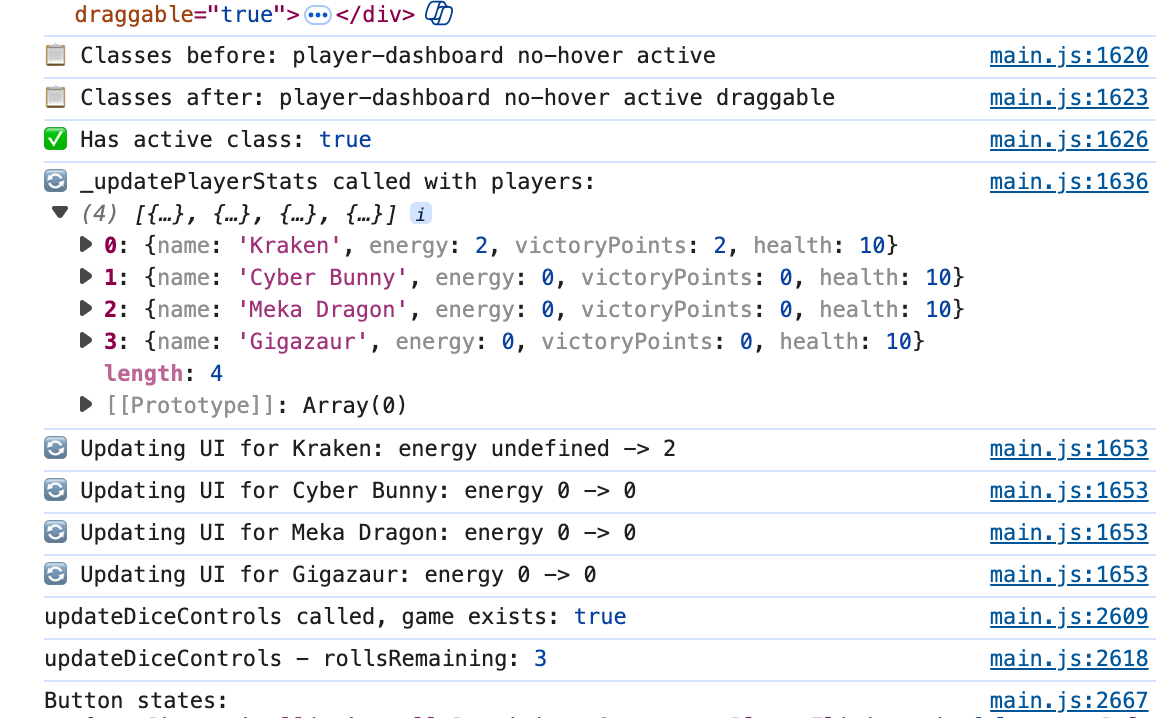 draggable="true"> ••• </div>
📋 Classes before: player-dashboard no-hover active main.js:1620
📋 Classes after: player-dashboard no-hover active draggable main.js:1623
✅ Has active class: true main.js:1626
🔄 _updatePlayerStats called with players: main.js:1636
▼ (4) [{…}, {…}, {…}, {…}] i
▶ 0: {name: 'Kraken', energy: 2, victoryPoints: 2, health: 10}
▶ 1: {name: 'Cyber Bunny', energy: 0, victoryPoints: 0, health: 10}
▶ 2: {name: 'Meka Dragon', energy: 0, victoryPoints: 0, health: 10}
▶ 3: {name: 'Gigazaur', energy: 0, victoryPoints: 0, health: 10}
length: 4
▶ [[Prototype]]: Array(0)
🔄 Updating UI for Kraken: energy undefined -> 2 main.js:1653
🔄 Updating UI for Cyber Bunny: energy 0 -> 0 main.js:1653
🔄 Updating UI for Meka Dragon: energy 0 -> 0 main.js:1653
🔄 Updating UI for Gigazaur: energy 0 -> 0 main.js:1653
updateDiceControls called, game exists: true main.js:2609
updateDiceControls – rollsRemaining: 3 main.js:2618
Button states: main.js:2667